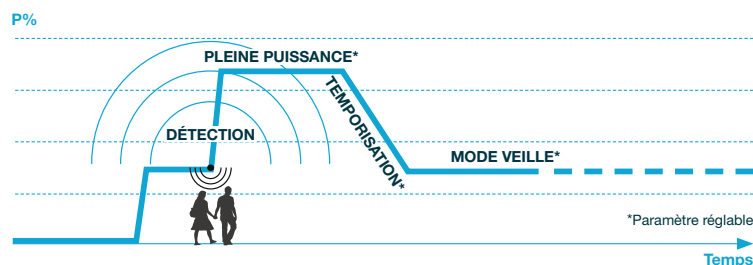 P%
PLEINE PUISSANCE*
DÉTECTION
TEMPORISATION*
MODE VEILLE*
*Paramètre réglable
Temps